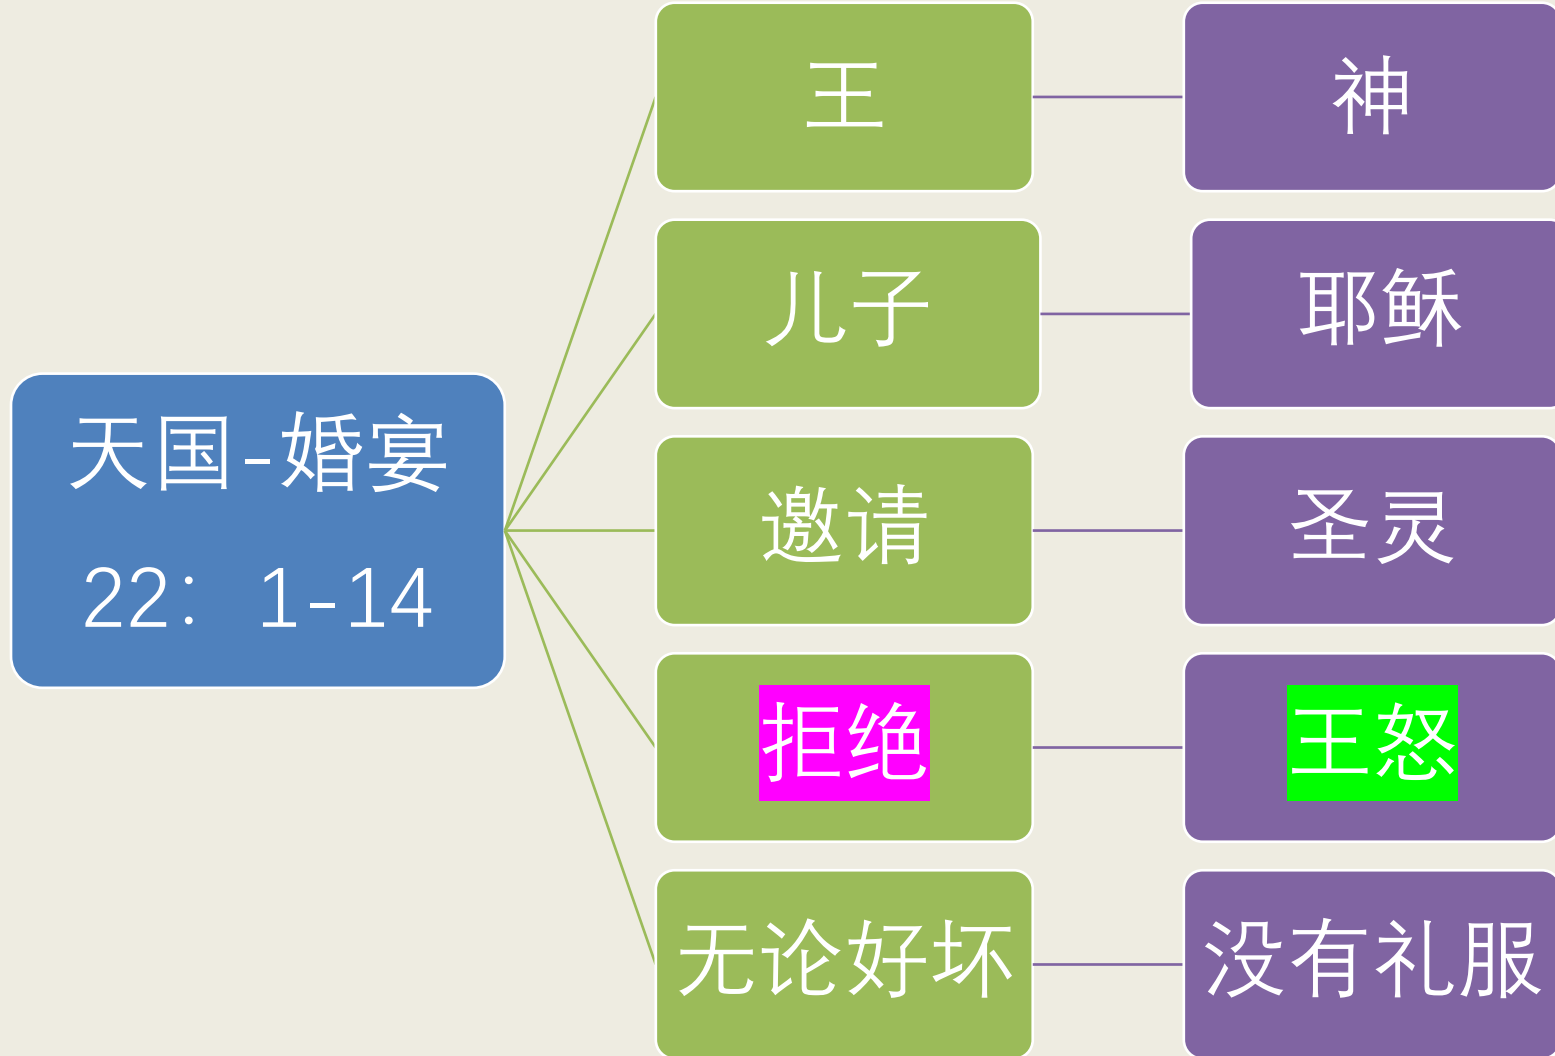 天国-婚宴
22： 1-14
王
神
儿子
耶稣
邀请
圣灵
拒绝
王怒
无论好坏
没有礼服